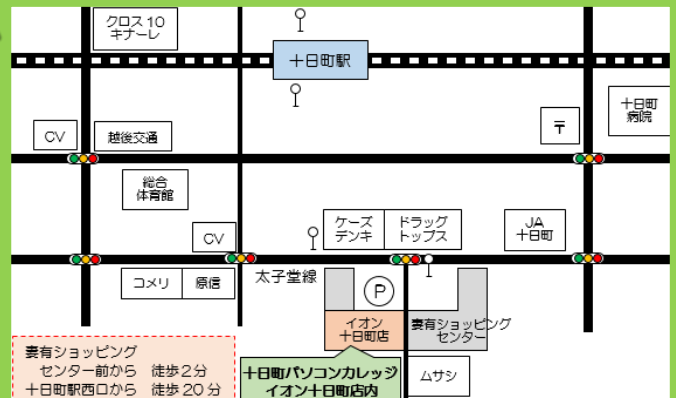 クロス10
キナーレ
十日町駅
十日町
病院
〒
CV
越後交通
総合
体育館
CV
ケーズ
デンキ
ドラッグ
トップス
JA
十日町
コメリ
原信
太子堂線
P
イオン
十日町店
妻有ショッピング
センター
妻有ショッピング
センター前から 徒歩2分
十日町駅西口から 徒歩20分
十日町パソコンカレッジ
イオン十日町店内
ムサシ